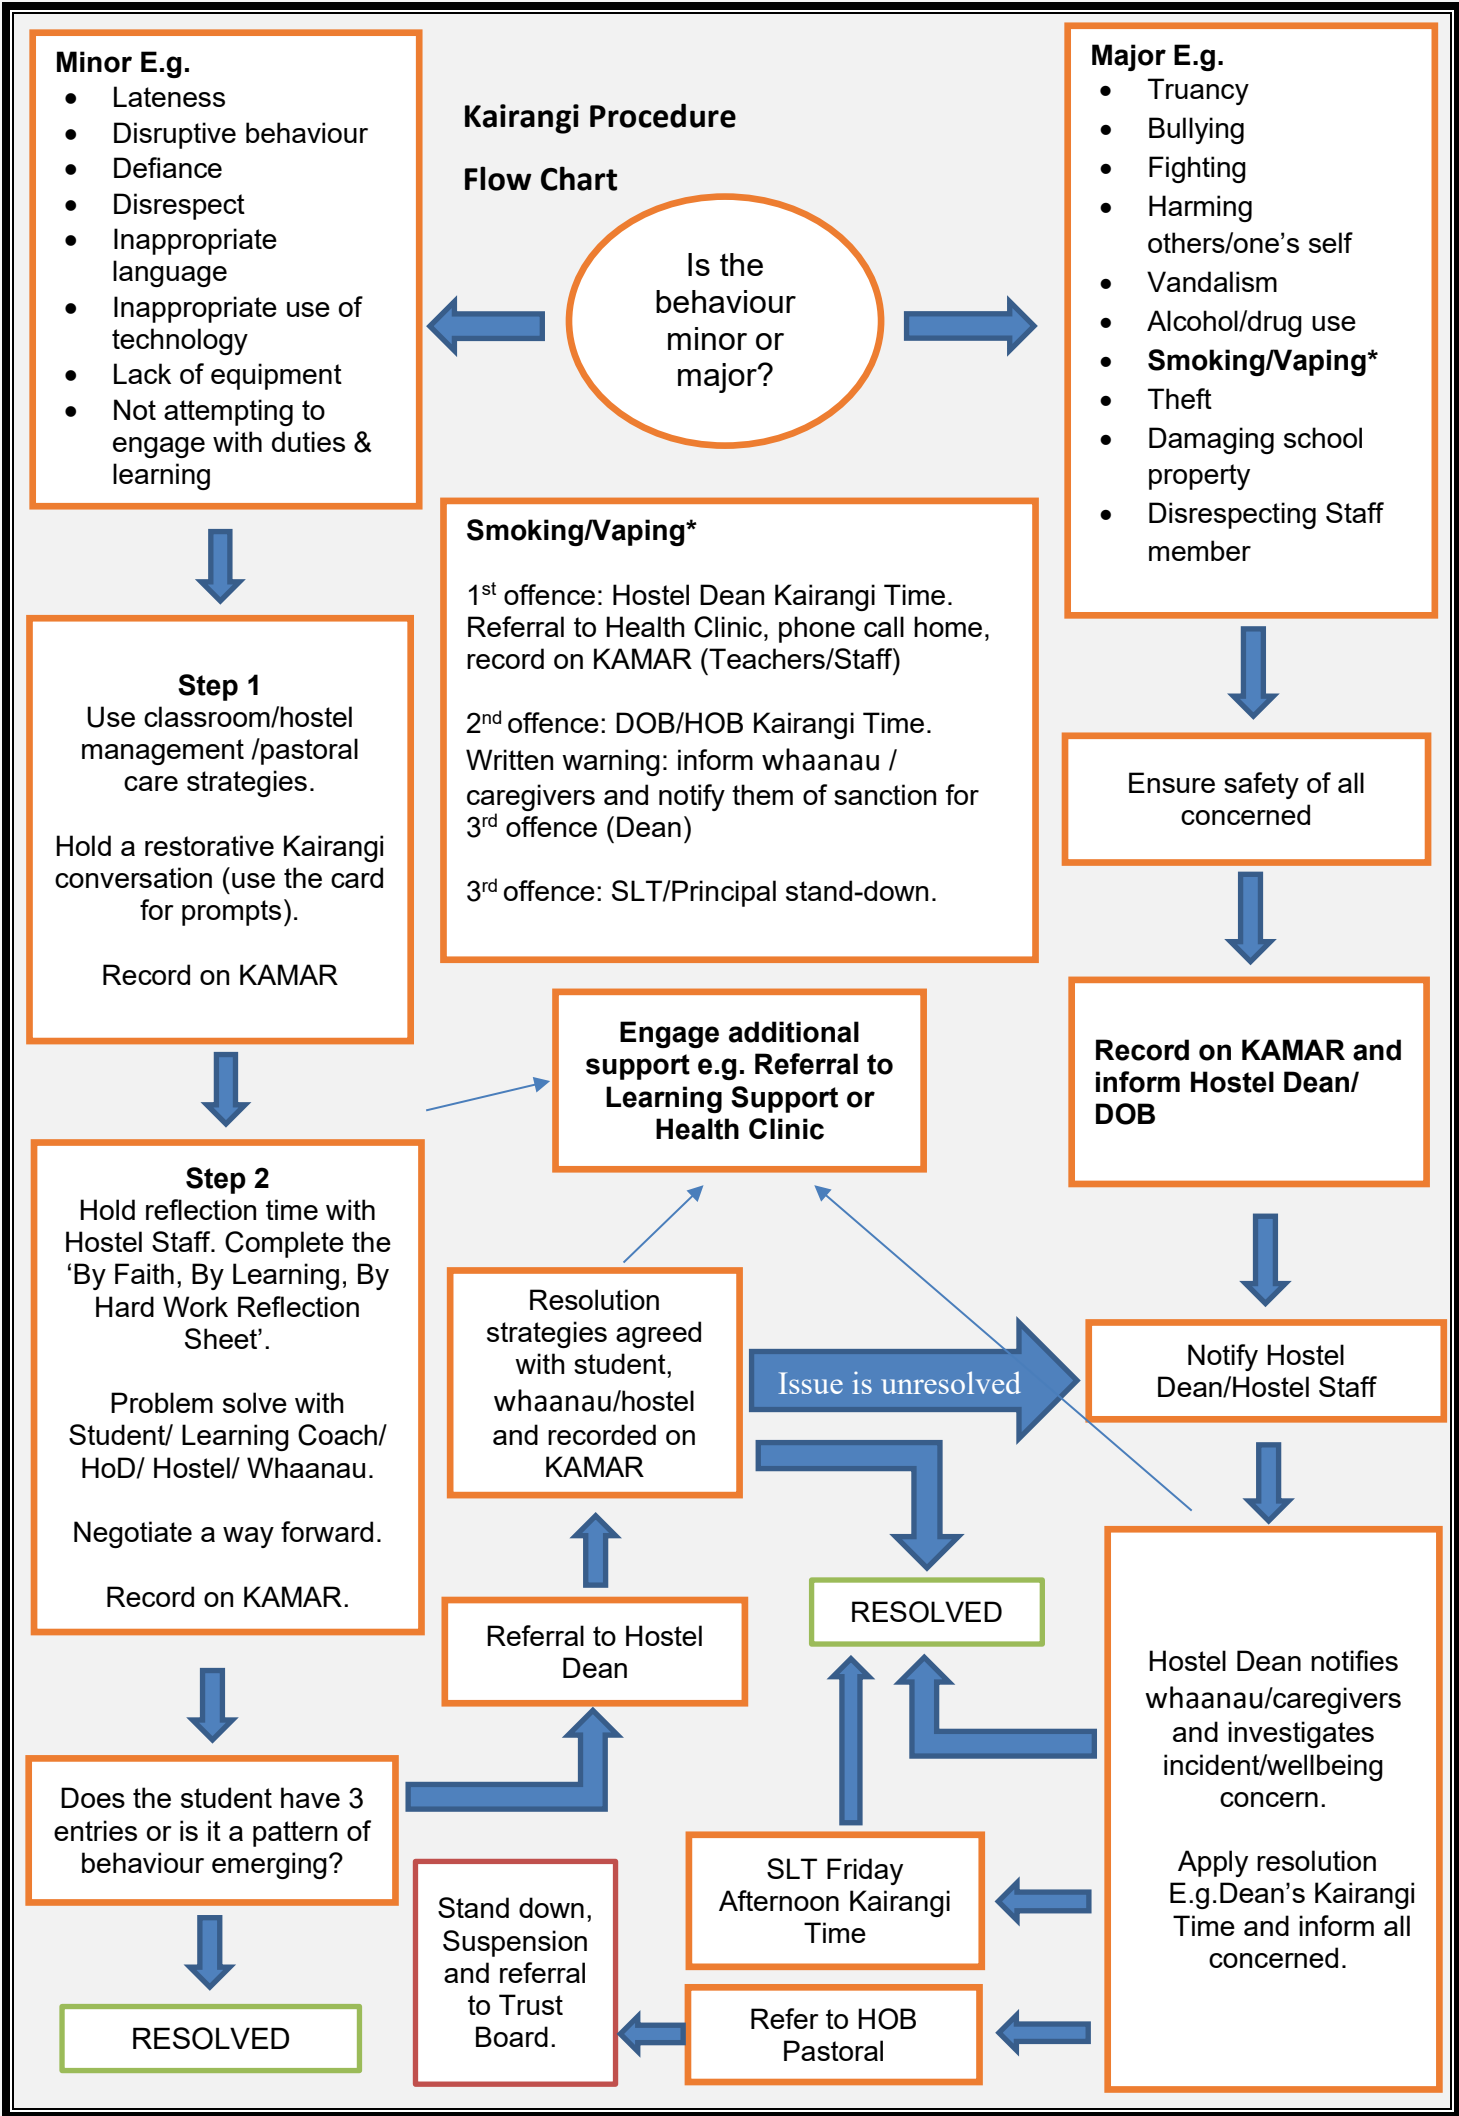 Minor E.g.
• Lateness
• Disruptive behaviour
• Defiance
• Disrespect
• Inappropriate
language
• Inappropriate use of
technology
• Lack of equipment
• Not attempting to
engage with duties &
learning
Kairangi Procedure
Flow Chart
Is the
behaviour
minor or
major?
Major E.g.
• Truancy
• Bullying
• Fighting
• Harming
others/one’s self
• Vandalism
• Alcohol/drug use
• Smoking/Vaping*
• Theft
• Damaging school
property
• Disrespecting Staff
member
Smoking/Vaping*
1st offence: Hostel Dean Kairangi Time.
Referral to Health Clinic, phone call home,
record on KAMAR (Teachers/Staff)
2nd offence: DOB/HOB Kairangi Time.
Written warning: inform whaanau /
caregivers and notify them of sanction for
3rd offence (Dean)
3rd offence: SLT/Principal stand-down.
Step 1
Use classroom/hostel
management /pastoral
care strategies.
Hold a restorative Kairangi
conversation (use the card
for prompts).
Record on KAMAR
Ensure safety of all
concerned
Engage additional
support e.g. Referral to
Learning Support or
Health Clinic
Record on KAMAR and
inform Hostel Dean/
DOB
Step 2
Hold reflection time with
Hostel Staff. Complete the
‘By Faith, By Learning, By
Hard Work Reflection
Sheet’.
Problem solve with
Student/ Learning Coach/
HoD/ Hostel/ Whaanau.
Negotiate a way forward.
Record on KAMAR.
Resolution
strategies agreed
with student,
whaanau/hostel
and recorded on
KAMAR
Issue is unresolved
Notify Hostel
Dean/Hostel Staff
RESOLVED
Referral to Hostel
Dean
Hostel Dean notifies
whaanau/caregivers
and investigates
incident/wellbeing
concern.
Apply resolution
E.g.Dean’s Kairangi
Time and inform all
concerned.
Does the student have 3
entries or is it a pattern of
behaviour emerging?
SLT Friday
Afternoon Kairangi
Time
Stand down,
Suspension
and referral
to Trust
Board.
Refer to HOB
Pastoral
RESOLVED